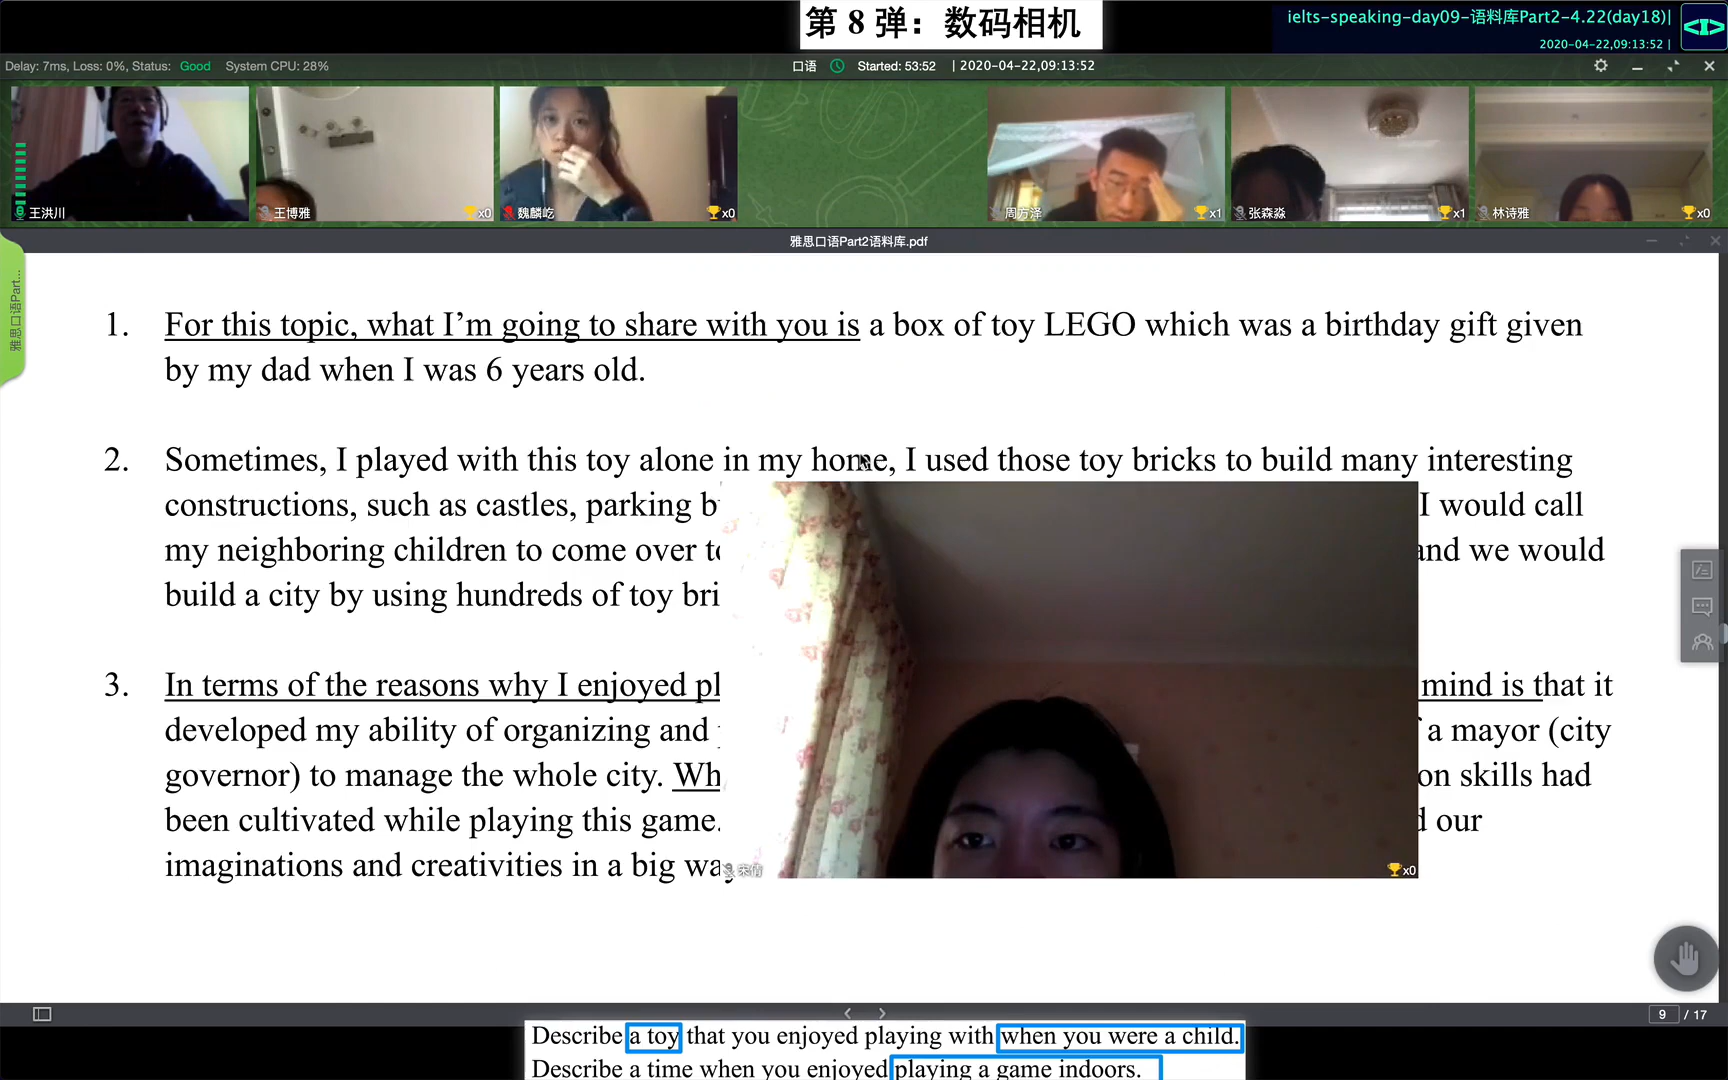 第 8 弹：数码相机
ielts-speaking-day09-语料库Part2-4.22(day18)|
2020-04-22,09:13:52 |
Delay: 7ms, Loss: 0%, Status: Good System CPU: 28%
口语 Started: 53:52 | 2020-04-22,09:13:52
王洪川
王博雅 x0
魏麟屹 x0
周方泽 x1
张森淼 x1
林诗雅 x0
雅思口语Part2语料库.pdf
雅思口语Part...
1. For this topic, what I'm going to share with you is a box of toy LEGO which was a birthday gift given
by my dad when I was 6 years old.
2. Sometimes, I played with this toy alone in my home, I used those toy bricks to build many interesting
constructions, such as castles, parking I would call
my neighboring children to come over and we would
build a city by using hundreds of toy
3. In terms of the reasons why I enjoyed mind is that it
developed my ability of organizing and a mayor (city
governor) to manage the whole city. skills had
been cultivated while playing this game. our
imaginations and creativities in a big
宋倩 x0
9 / 17
Describe a toy that you enjoyed playing with when you were a child.
Describe a time when you enjoyed playing a game indoors.